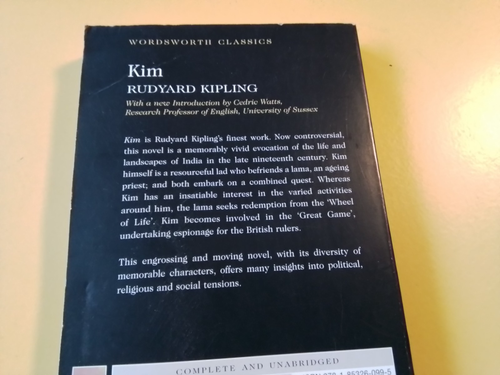 WORDSWORTH CLASSICS
Kim
RUDYARD KIPLING
With a new Introduction by Cedric Watts,
Research Professor of English, University of Sussex
Kim is Rudyard Kipling's finest work. Now controversial,
this novel is a memorably vivid evocation of the life and
landscapes of India in the late nineteenth century. Kim
himself is a resourceful lad who befriends a lama, an ageing
priest; and both embark on a combined quest. Whereas
Kim has an insatiable interest in the varied activities
around him, the lama seeks redemption from the 'Wheel
of Life'. Kim becomes involved in the 'Great Game',
undertaking espionage for the British rulers.
This engrossing and moving novel, with its diversity of
memorable characters, offers many insights into political,
religious and social tensions.
COMPLETE AND UNABRIDGED
978-1-85326-099-5